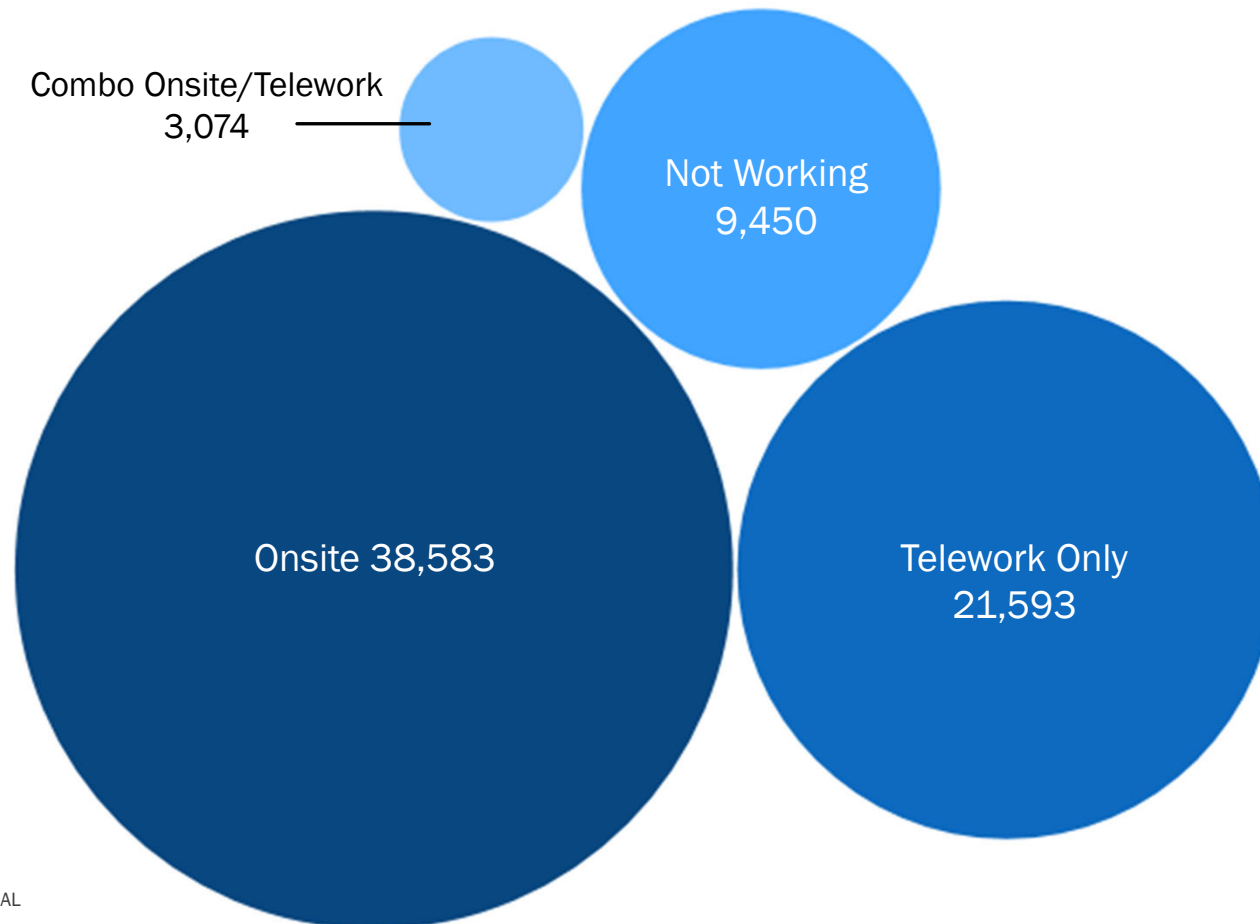 Combo Onsite/Telework
3,074
Not Working
9,450
Onsite 38,583
Telework Only
21,593
AL